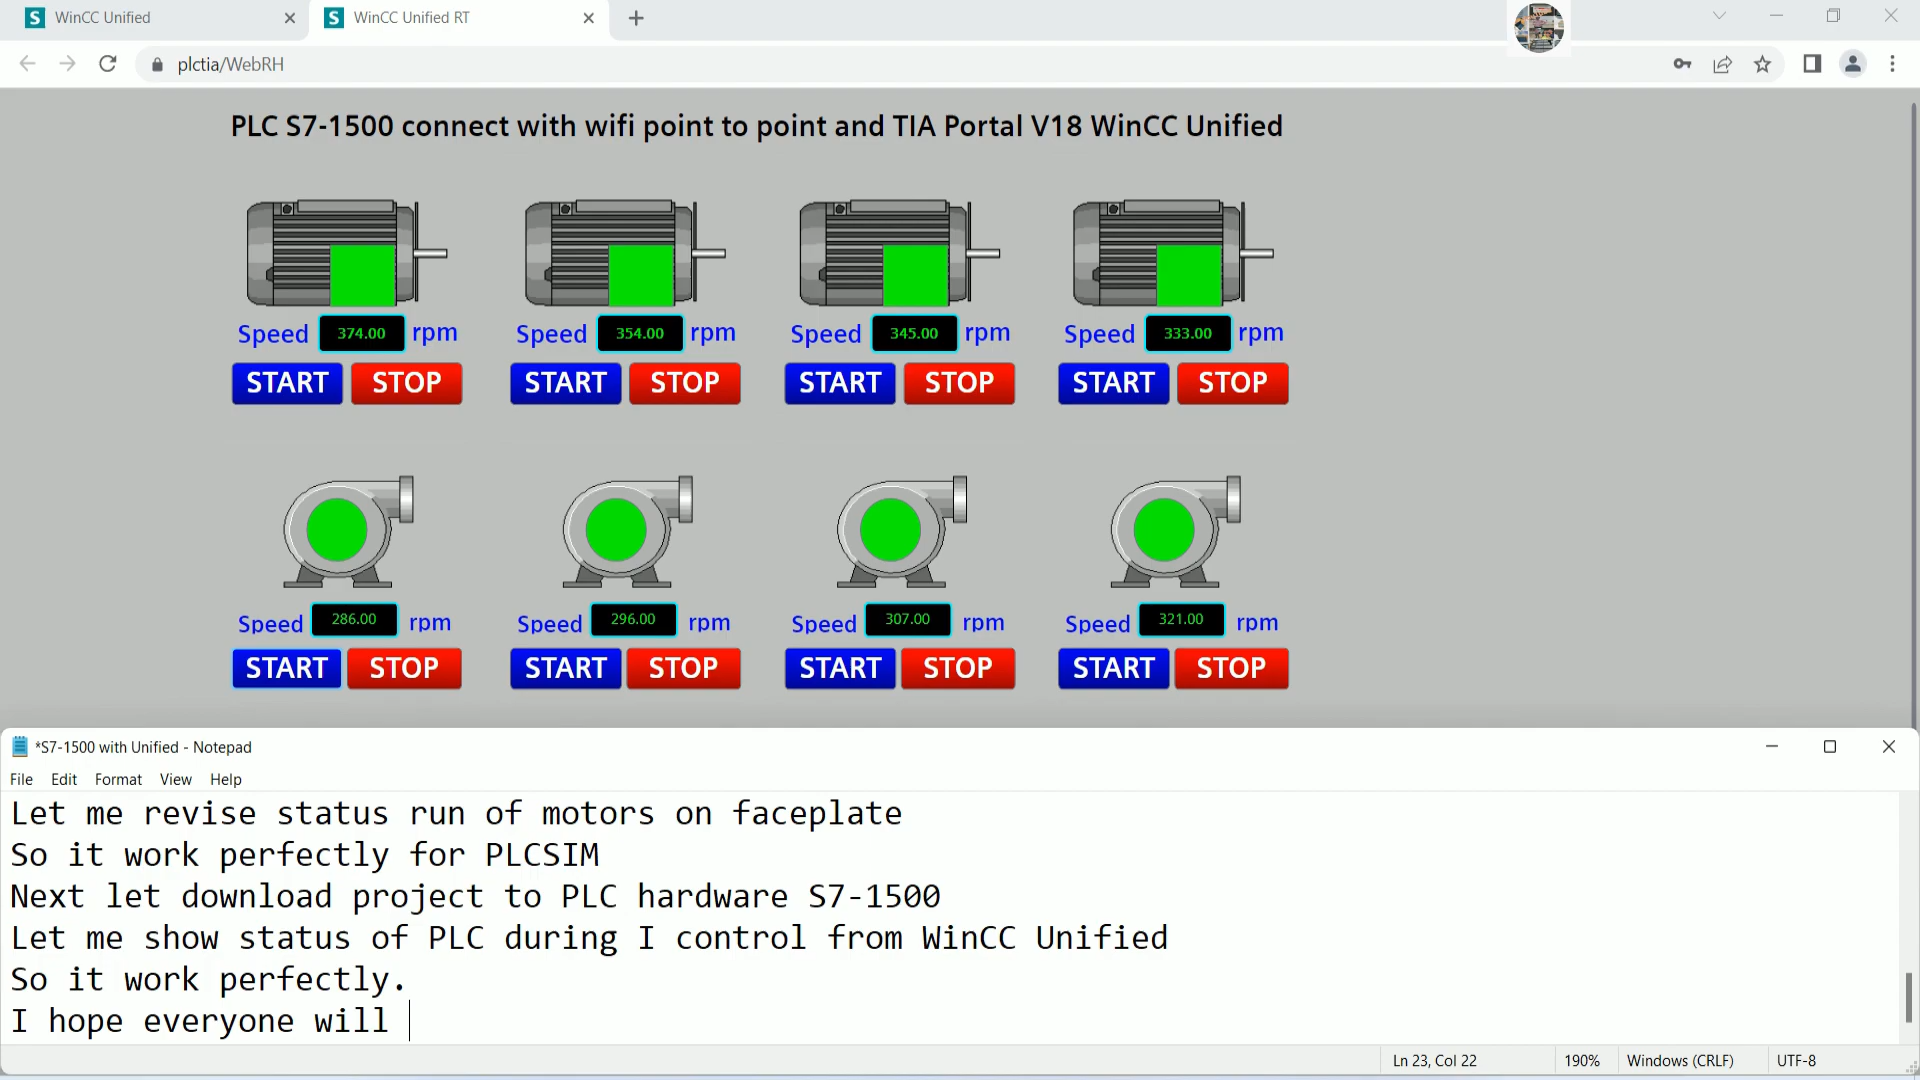 WinCC Unified
WinCC Unified RT
plctia/WebRH
PLC S7-1500 connect with wifi point to point and TIA Portal V18 WinCC Unified
Speed 374.00 rpm Speed 354.00 rpm Speed 345.00 rpm Speed 333.00 rpm
START STOP START STOP START STOP START STOP
Speed 286.00 rpm Speed 296.00 rpm Speed 307.00 rpm Speed 321.00 rpm
START STOP START STOP START STOP START STOP
*S7-1500 with Unified - Notepad
File Edit Format View Help
Let me revise status run of motors on faceplate
So it work perfectly for PLCSIM
Next let download project to PLC hardware S7-1500
Let me show status of PLC during I control from WinCC Unified
So it work perfectly.
I hope everyone will
Ln 23, Col 22 190% Windows (CRLF) UTF-8